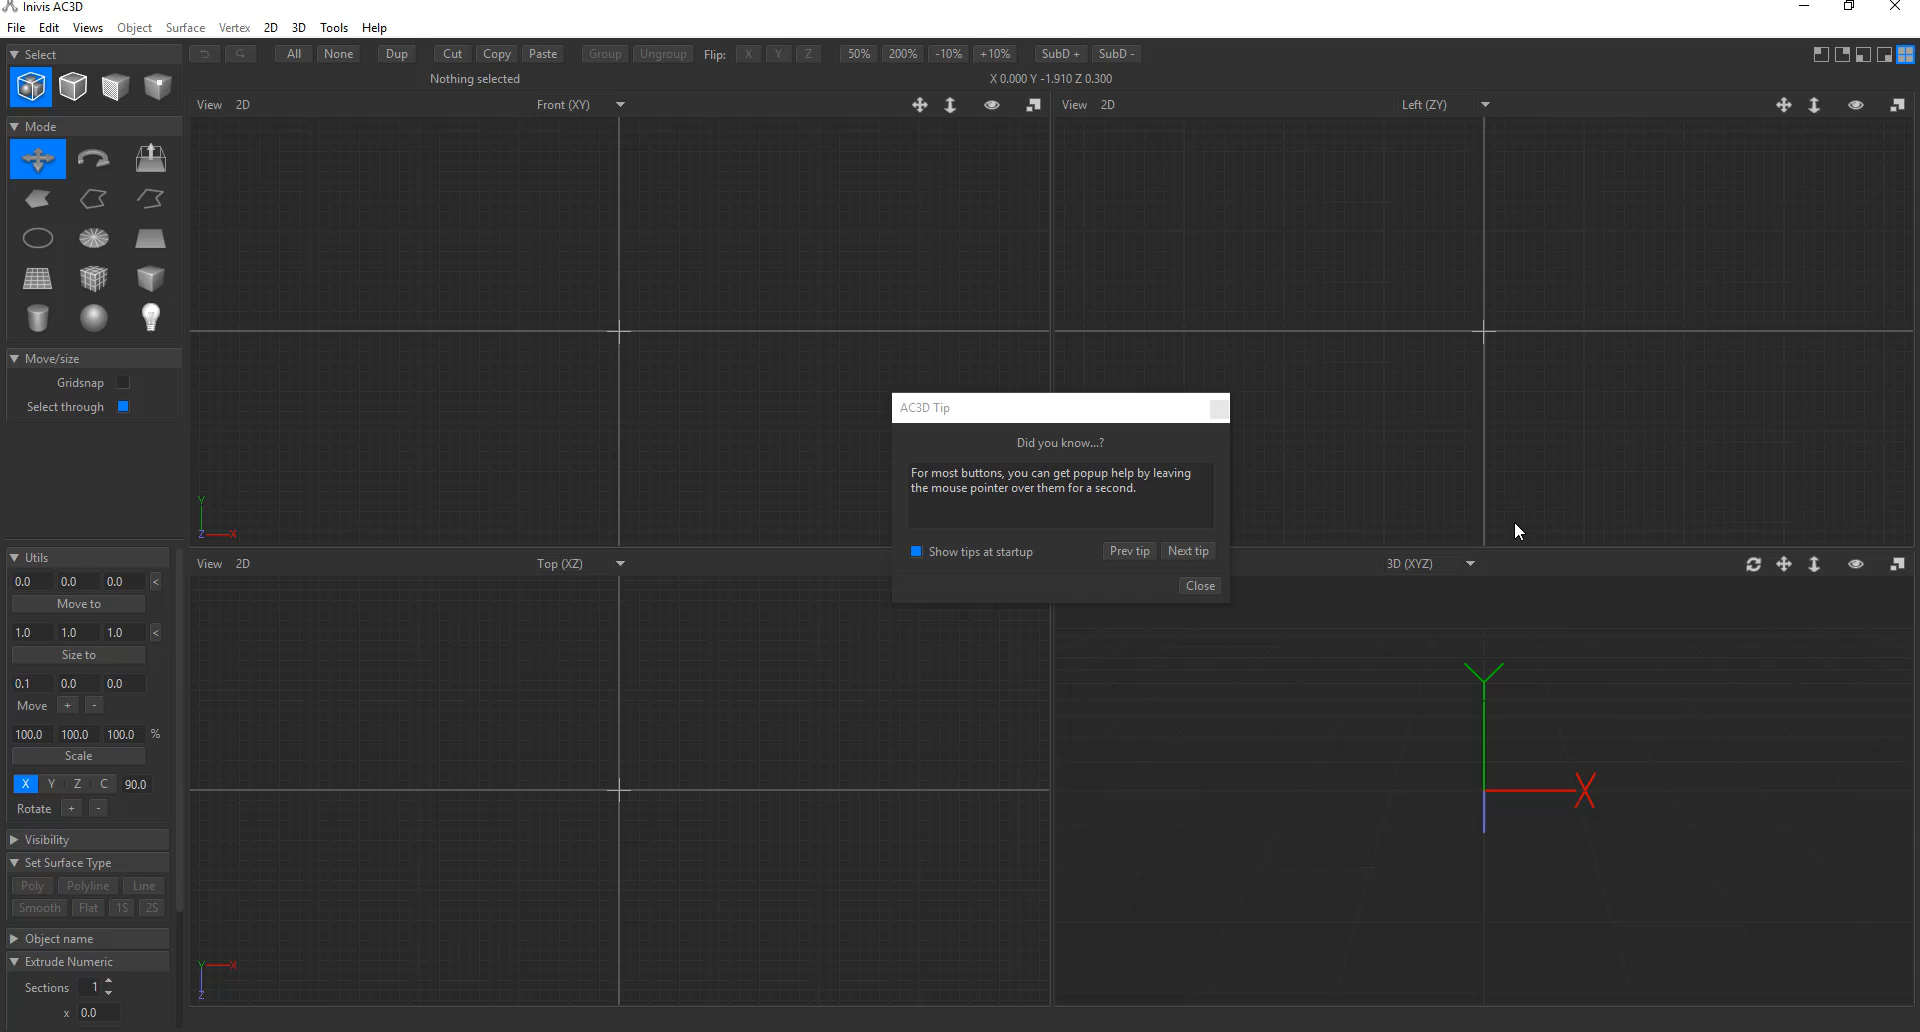 Inivis AC3D
File Edit Views Object Surface Vertex 2D 3D Tools Help
Select
All None Dup Cut Copy Paste Group Ungroup Flip: X Y Z 50% 200% -10% +10% SubD + SubD -
Nothing selected X 0.000 Y -1.910 Z 0.300
View 2D Front (XY)
View 2D Left (ZY)
Mode
Move/size
Gridsnap
Select through
AC3D Tip
Did you know...?
For most buttons, you can get popup help by leaving
the mouse pointer over them for a second.
Show tips at startup Prev tip Next tip
Close
Y
Z X
View 2D Top (XZ)
3D (XYZ)
Utils
0.0 0.0 0.0 <
Move to
1.0 1.0 1.0 <
Size to
0.1 0.0 0.0
Move + -
100.0 100.0 100.0 %
Scale
X Y Z C 90.0
Rotate + -
Visibility
Set Surface Type
Poly Polyline Line
Smooth Flat 1S 2S
Object name
Extrude Numeric
Sections 1
x 0.0
Y X
Z
Y
X